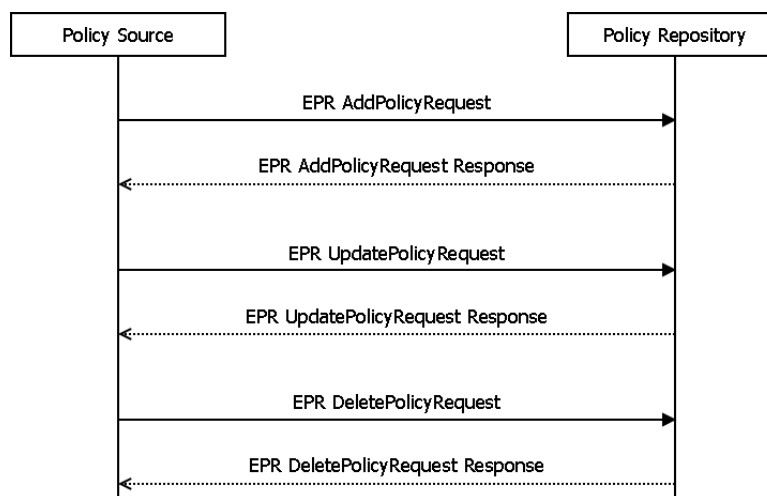 Policy Source
Policy Repository
EPR AddPolicyRequest
EPR AddPolicyRequest Response
EPR UpdatePolicyRequest
EPR UpdatePolicyRequest Response
EPR DeletePolicyRequest
EPR DeletePolicyRequest Response